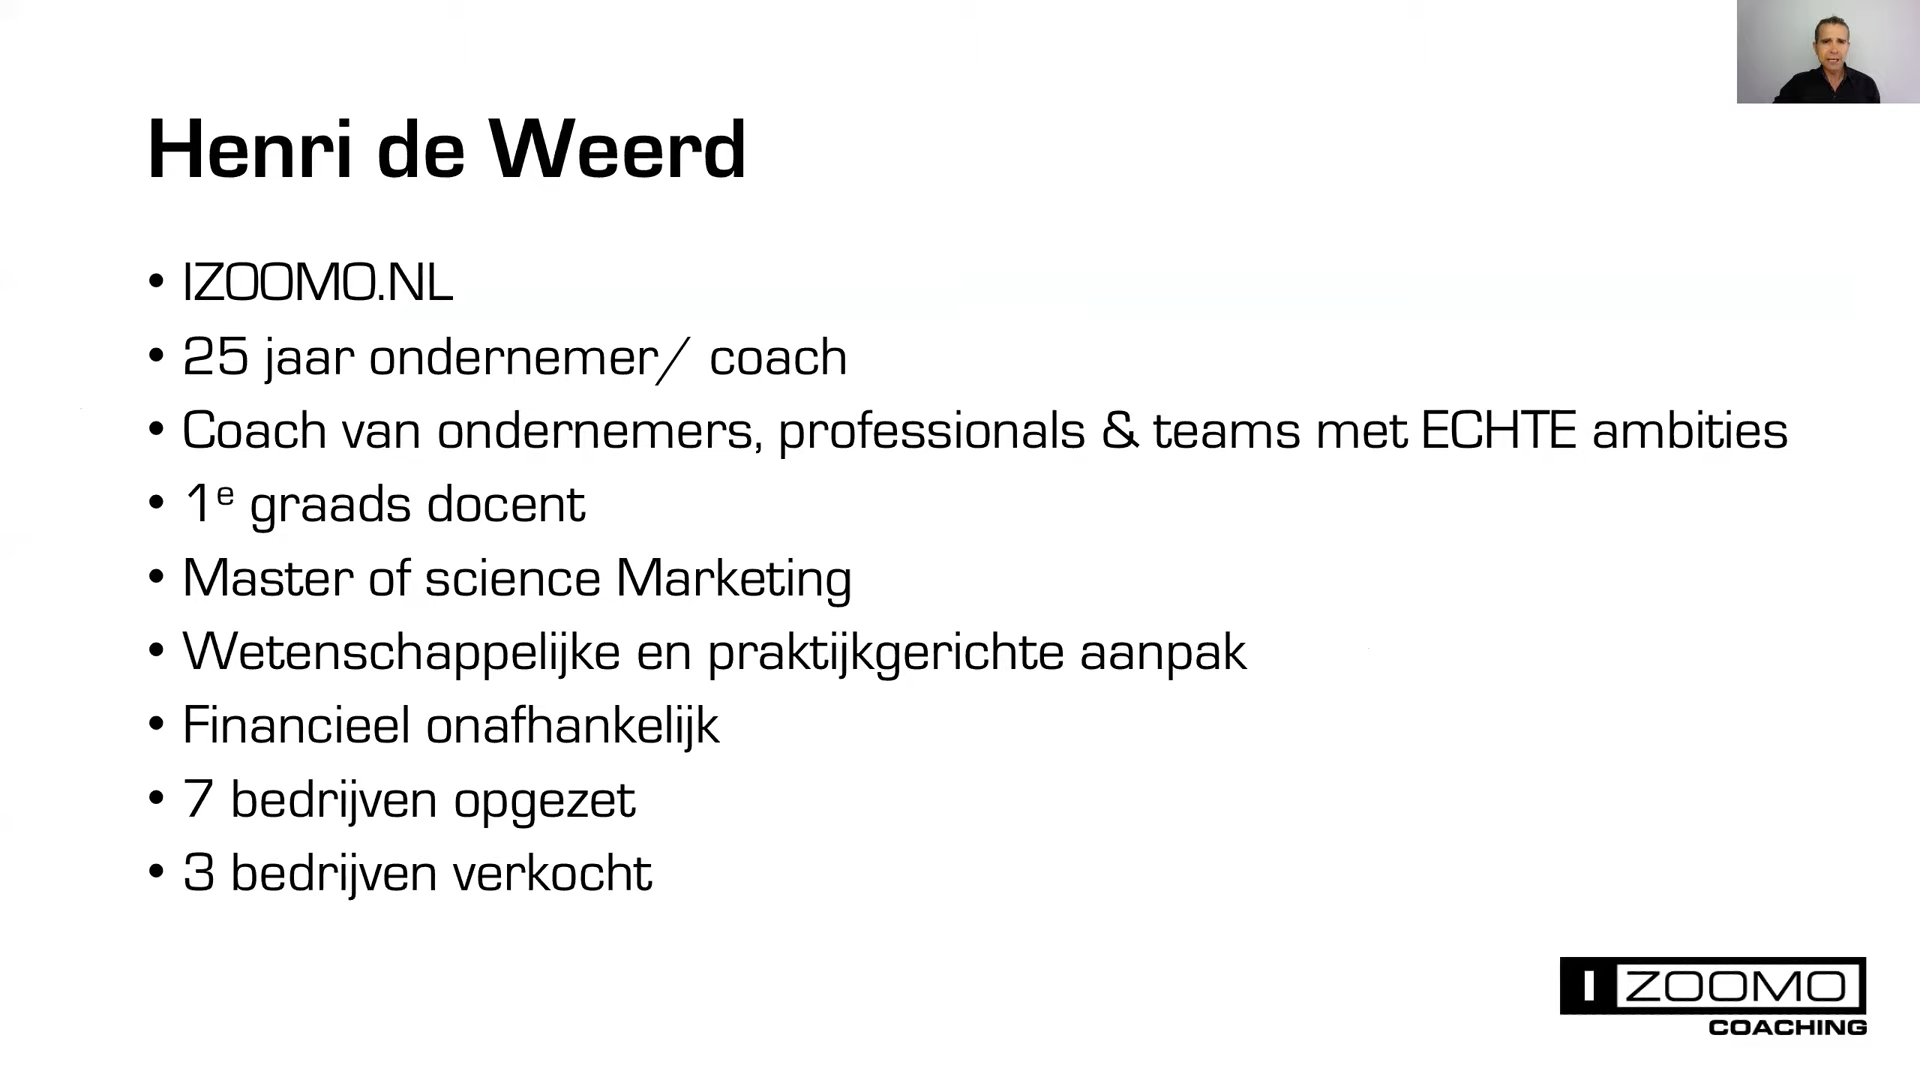 Henri de Weerd
• IZOOMO.NL
• 25 jaar ondernemer/ coach
• Coach van ondernemers, professionals & teams met ECHTE ambities
• 1e graads docent
• Master of science Marketing
• Wetenschappelijke en praktijkgerichte aanpak
• Financieel onafhankelijk
• 7 bedrijven opgezet
• 3 bedrijven verkocht
I ZOOMO
COACHING